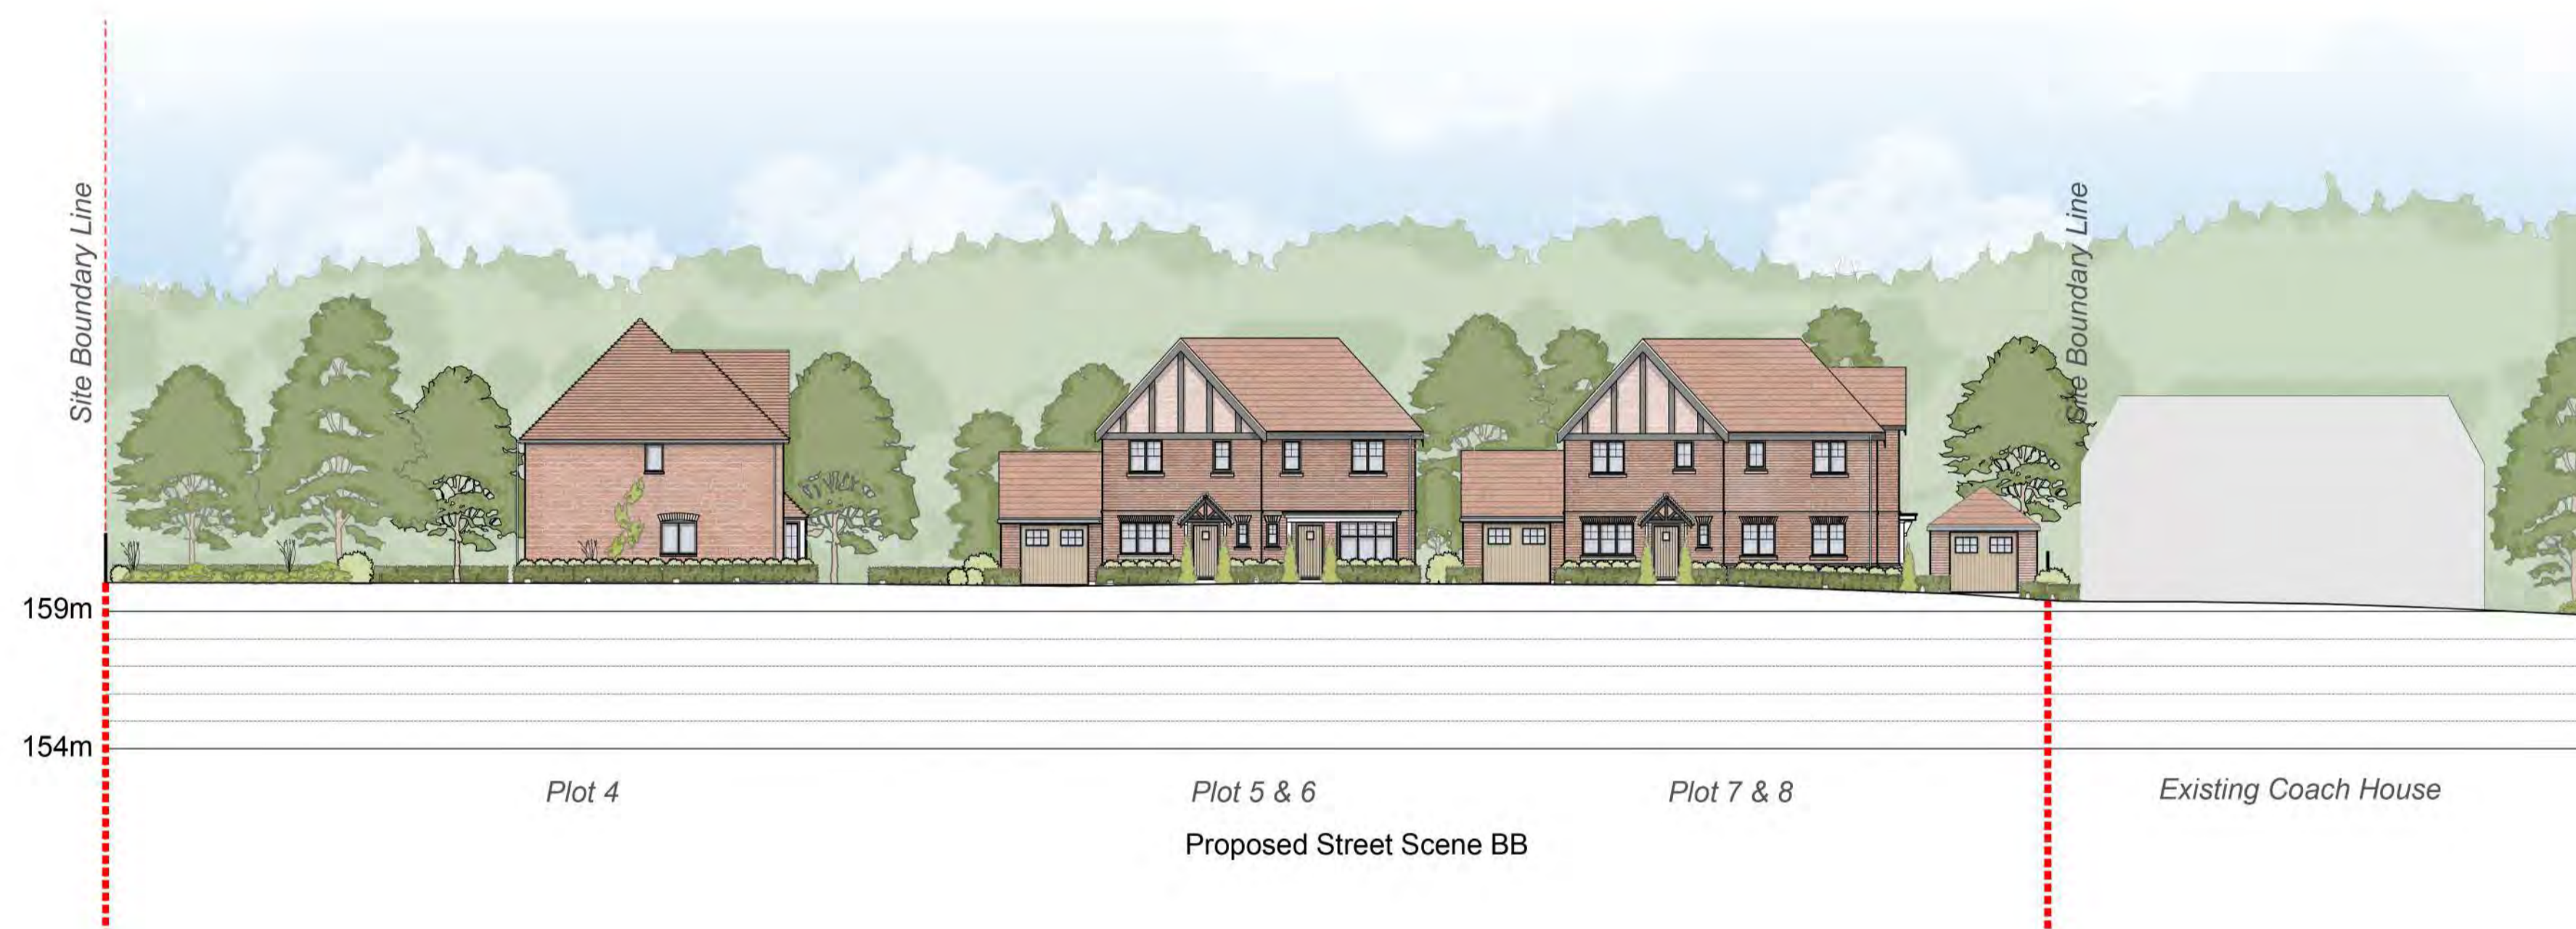 Site Boundary Line
Site Boundary Line
159m
154m
Plot 4
Plot 5 & 6
Plot 7 & 8
Existing Coach House
Proposed Street Scene BB